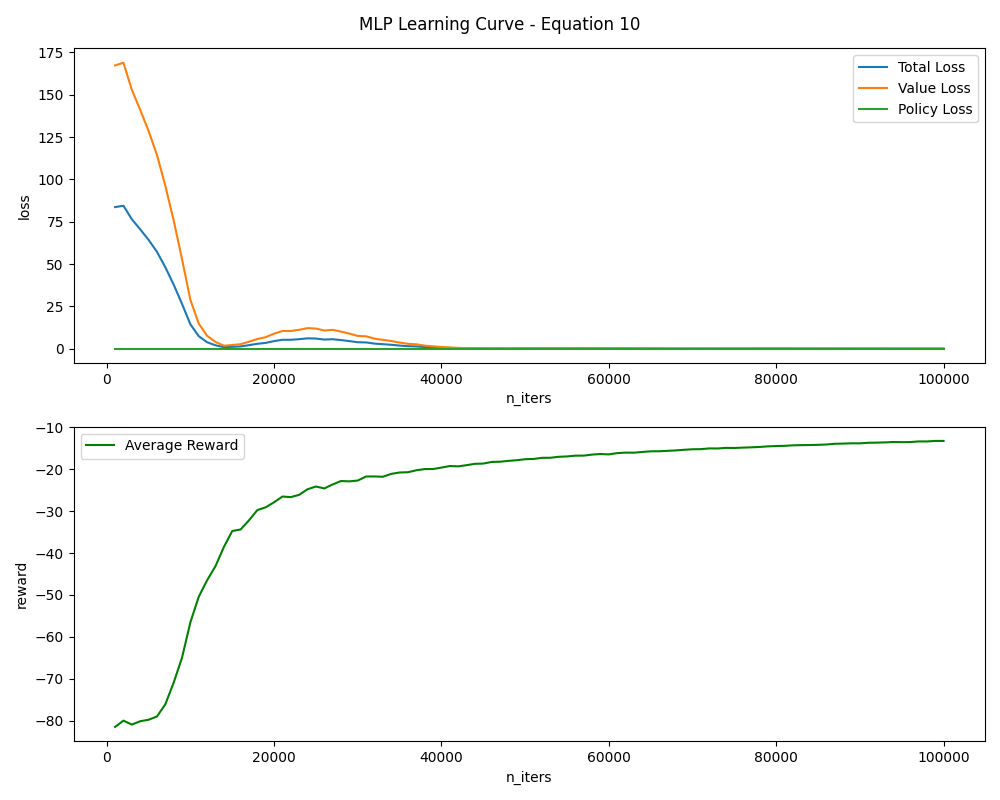 MLP Learning Curve - Equation 10
175
150
125
100
75
50
25
0
loss
Total Loss
Value Loss
Policy Loss
0 20000 40000 60000 80000 100000
n_iters
−10
−20
−30
−40
−50
−60
−70
−80
reward
Average Reward
0 20000 40000 60000 80000 100000
n_iters